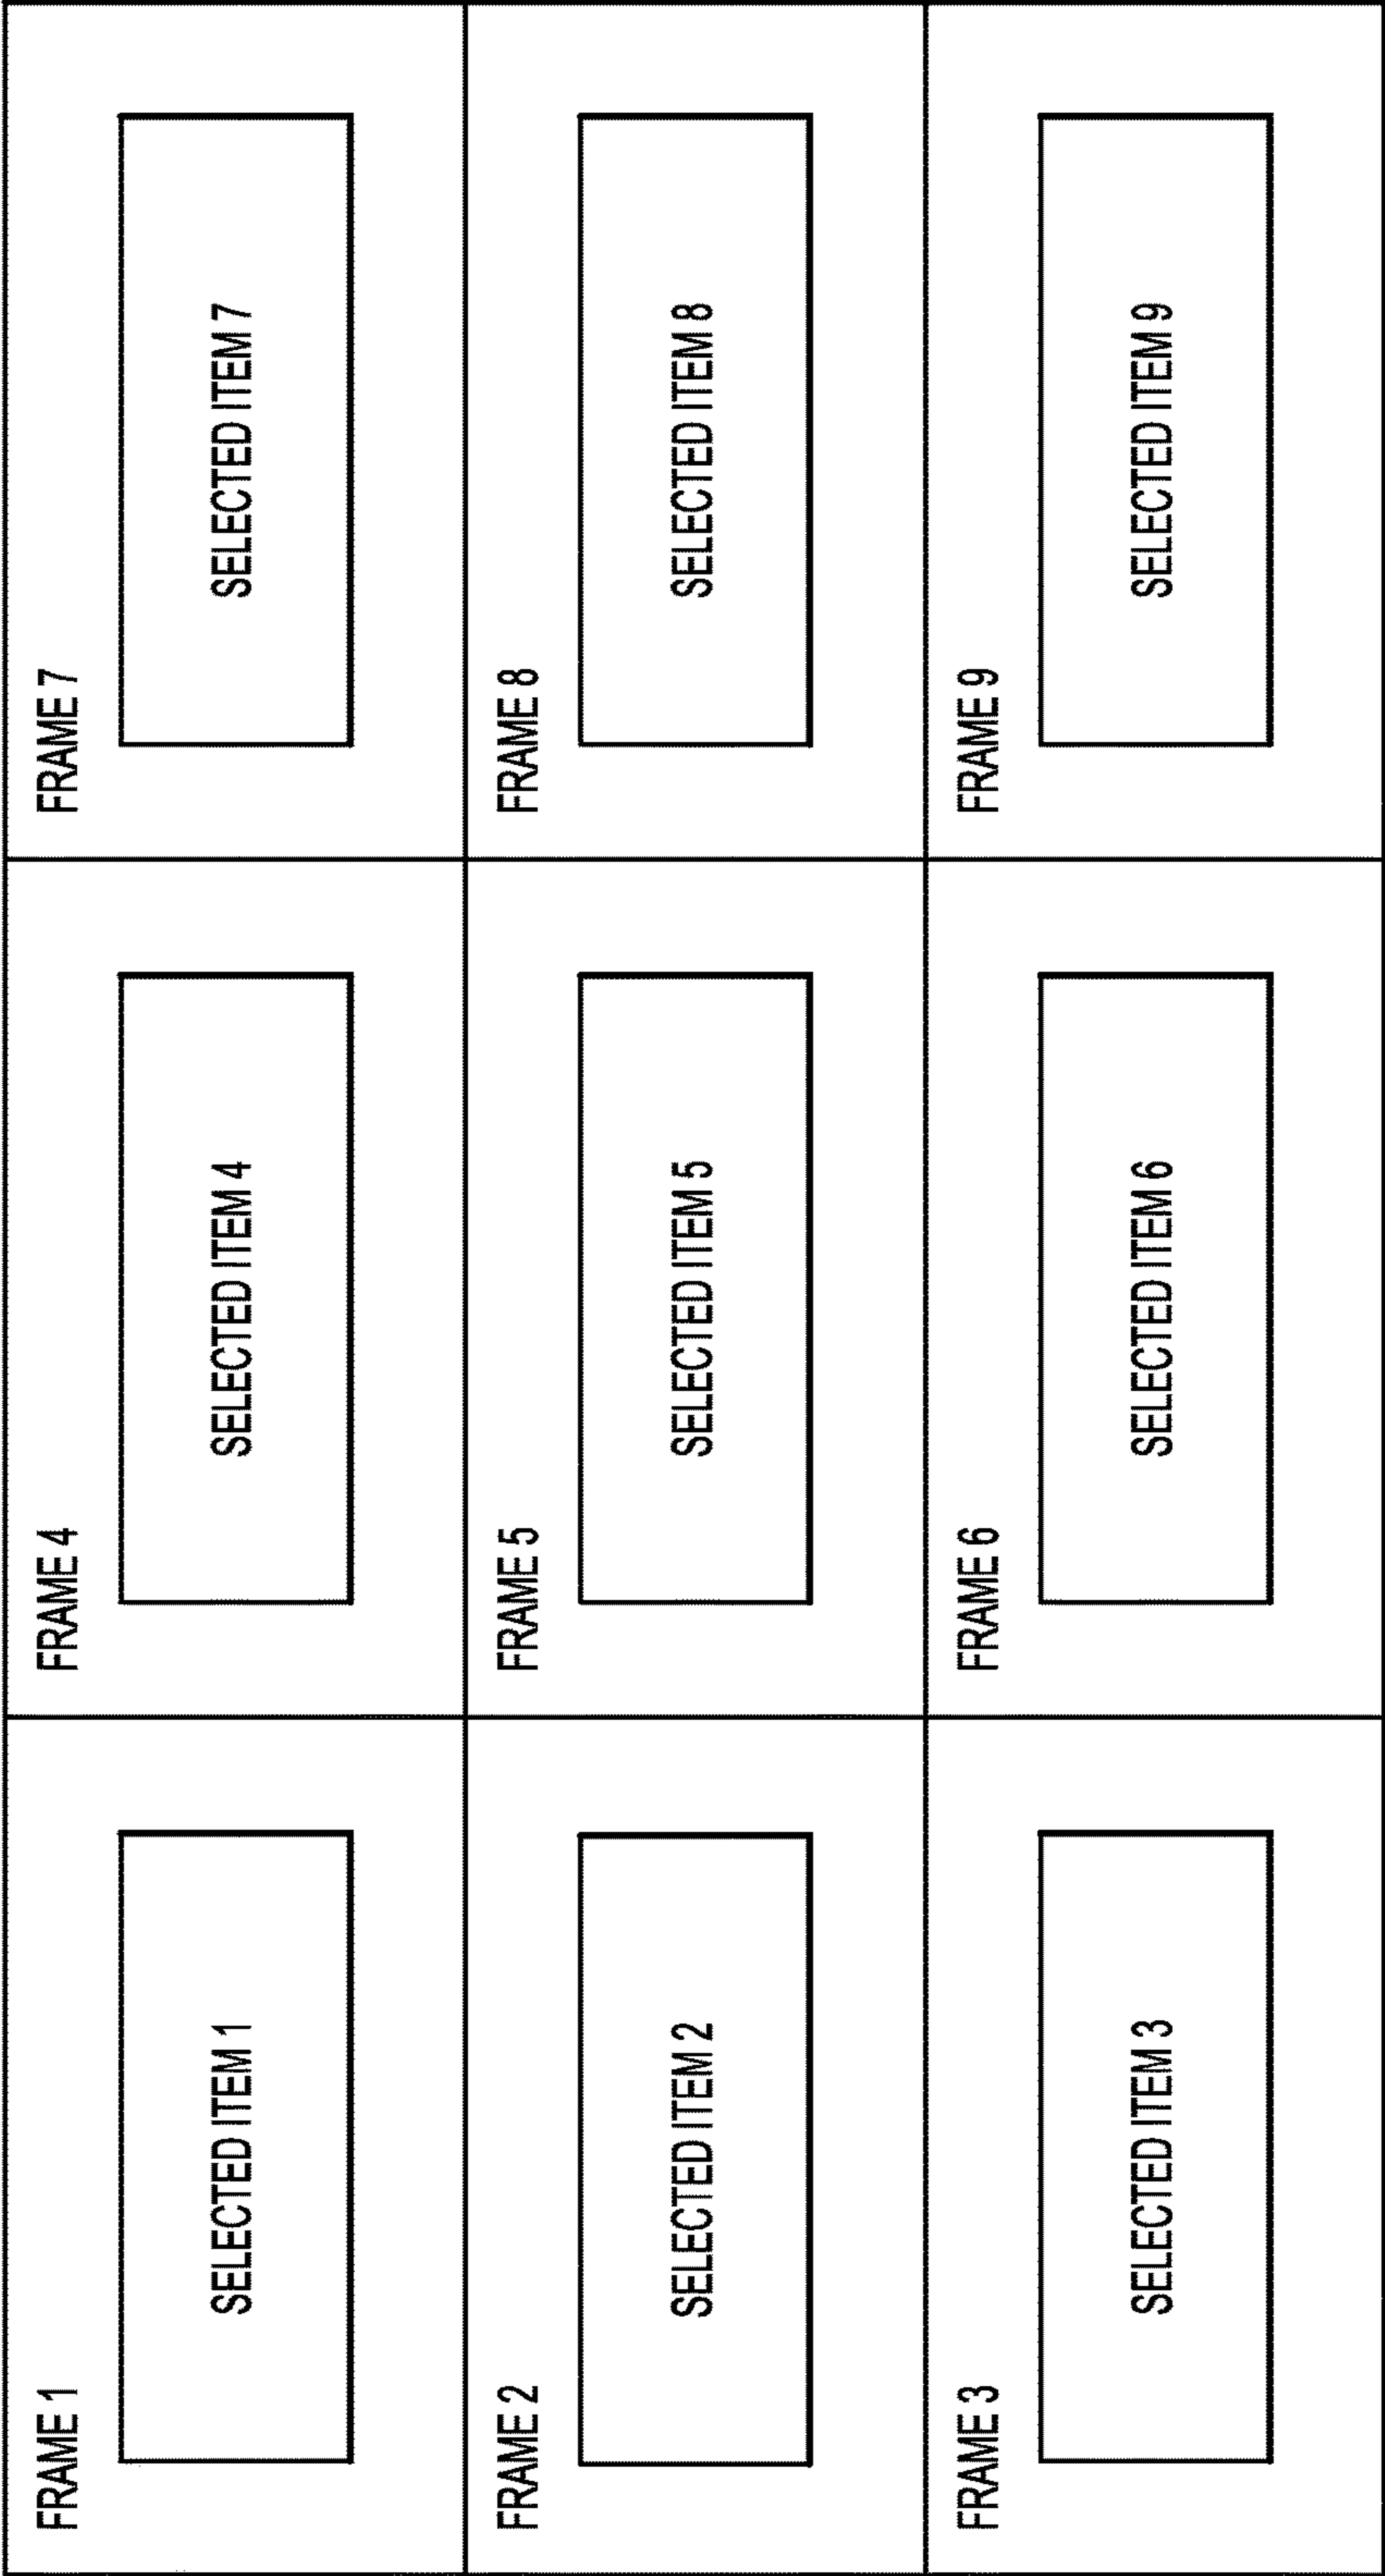 FRAME 1
SELECTED ITEM 1
FRAME 2
SELECTED ITEM 2
FRAME 3
SELECTED ITEM 3
FRAME 4
SELECTED ITEM 4
FRAME 5
SELECTED ITEM 5
FRAME 6
SELECTED ITEM 6
FRAME 7
SELECTED ITEM 7
FRAME 8
SELECTED ITEM 8
FRAME 9
SELECTED ITEM 9